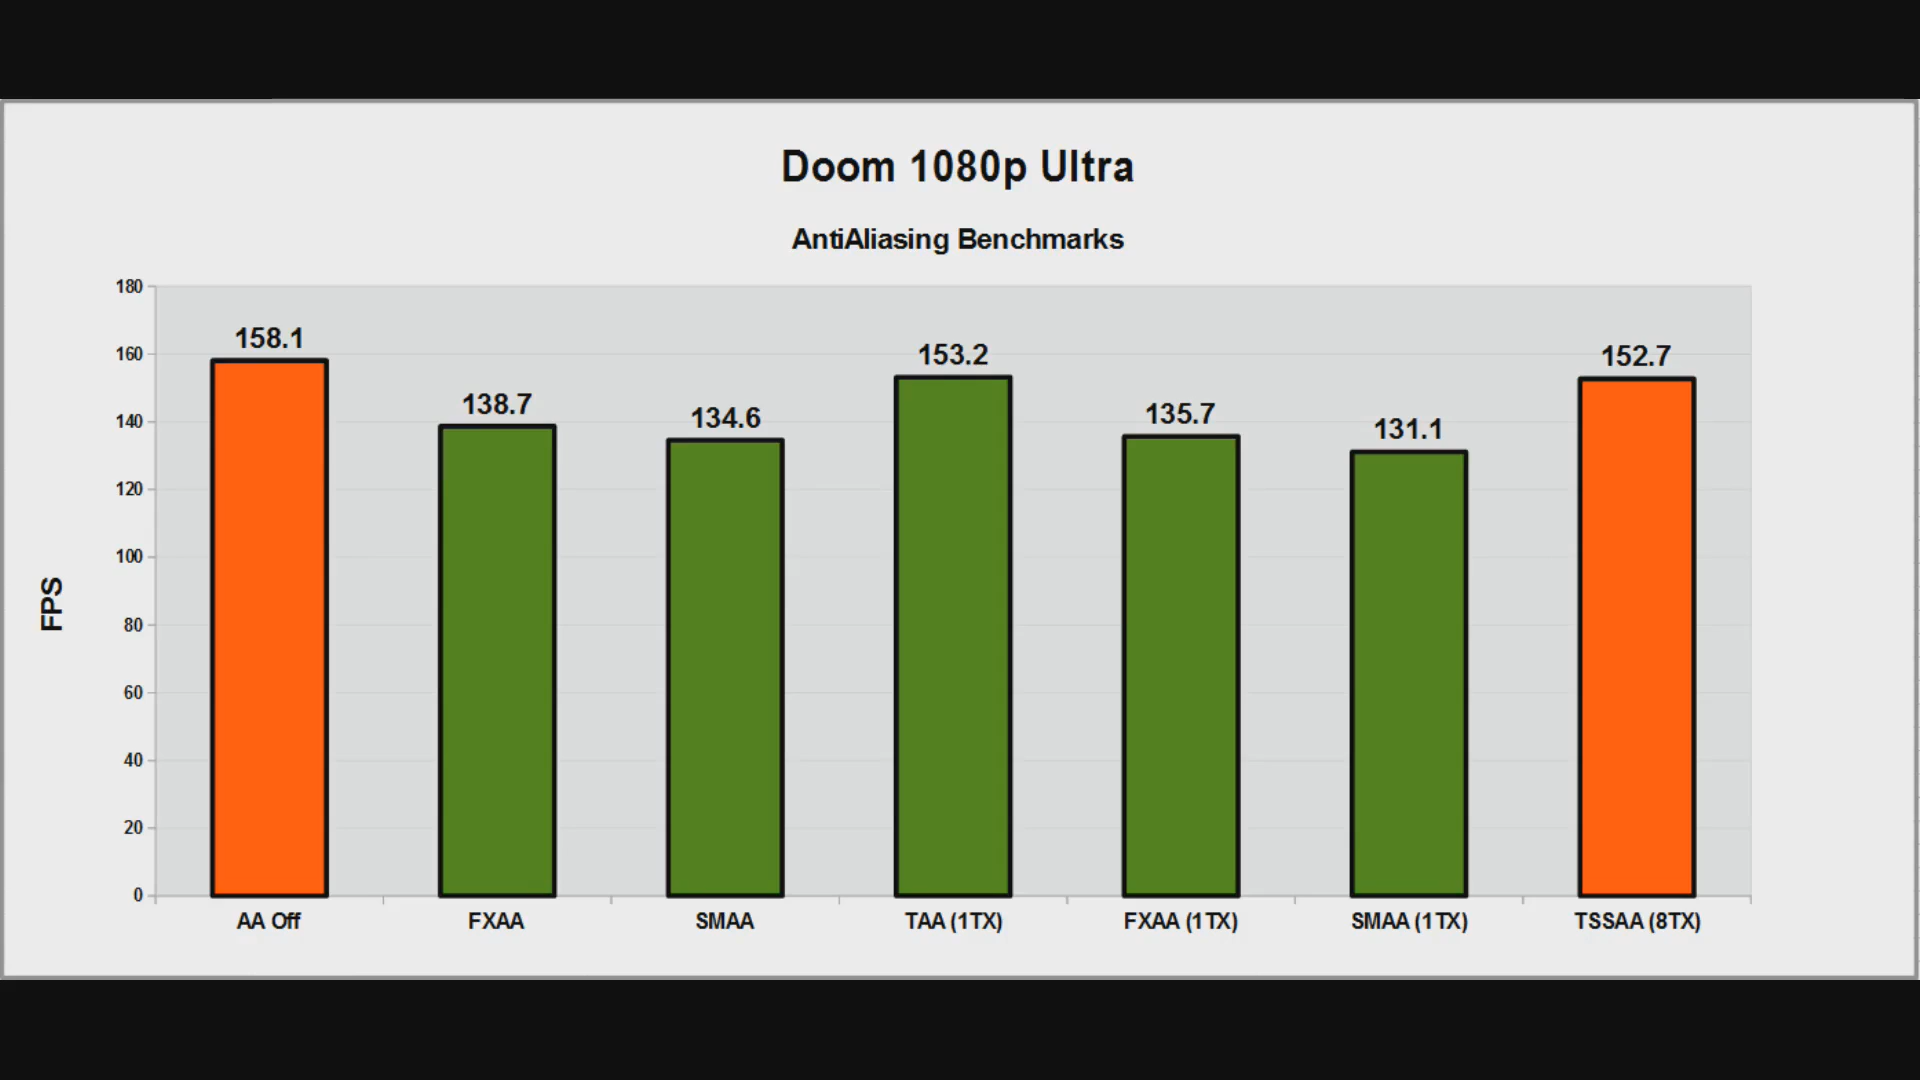 Doom 1080p Ultra
AntiAliasing Benchmarks
FPS
180
160
140
120
100
80
60
40
20
0
158.1
138.7
134.6
153.2
135.7
131.1
152.7
AA Off
FXAA
SMAA
TAA (1TX)
FXAA (1TX)
SMAA (1TX)
TSSAA (8TX)